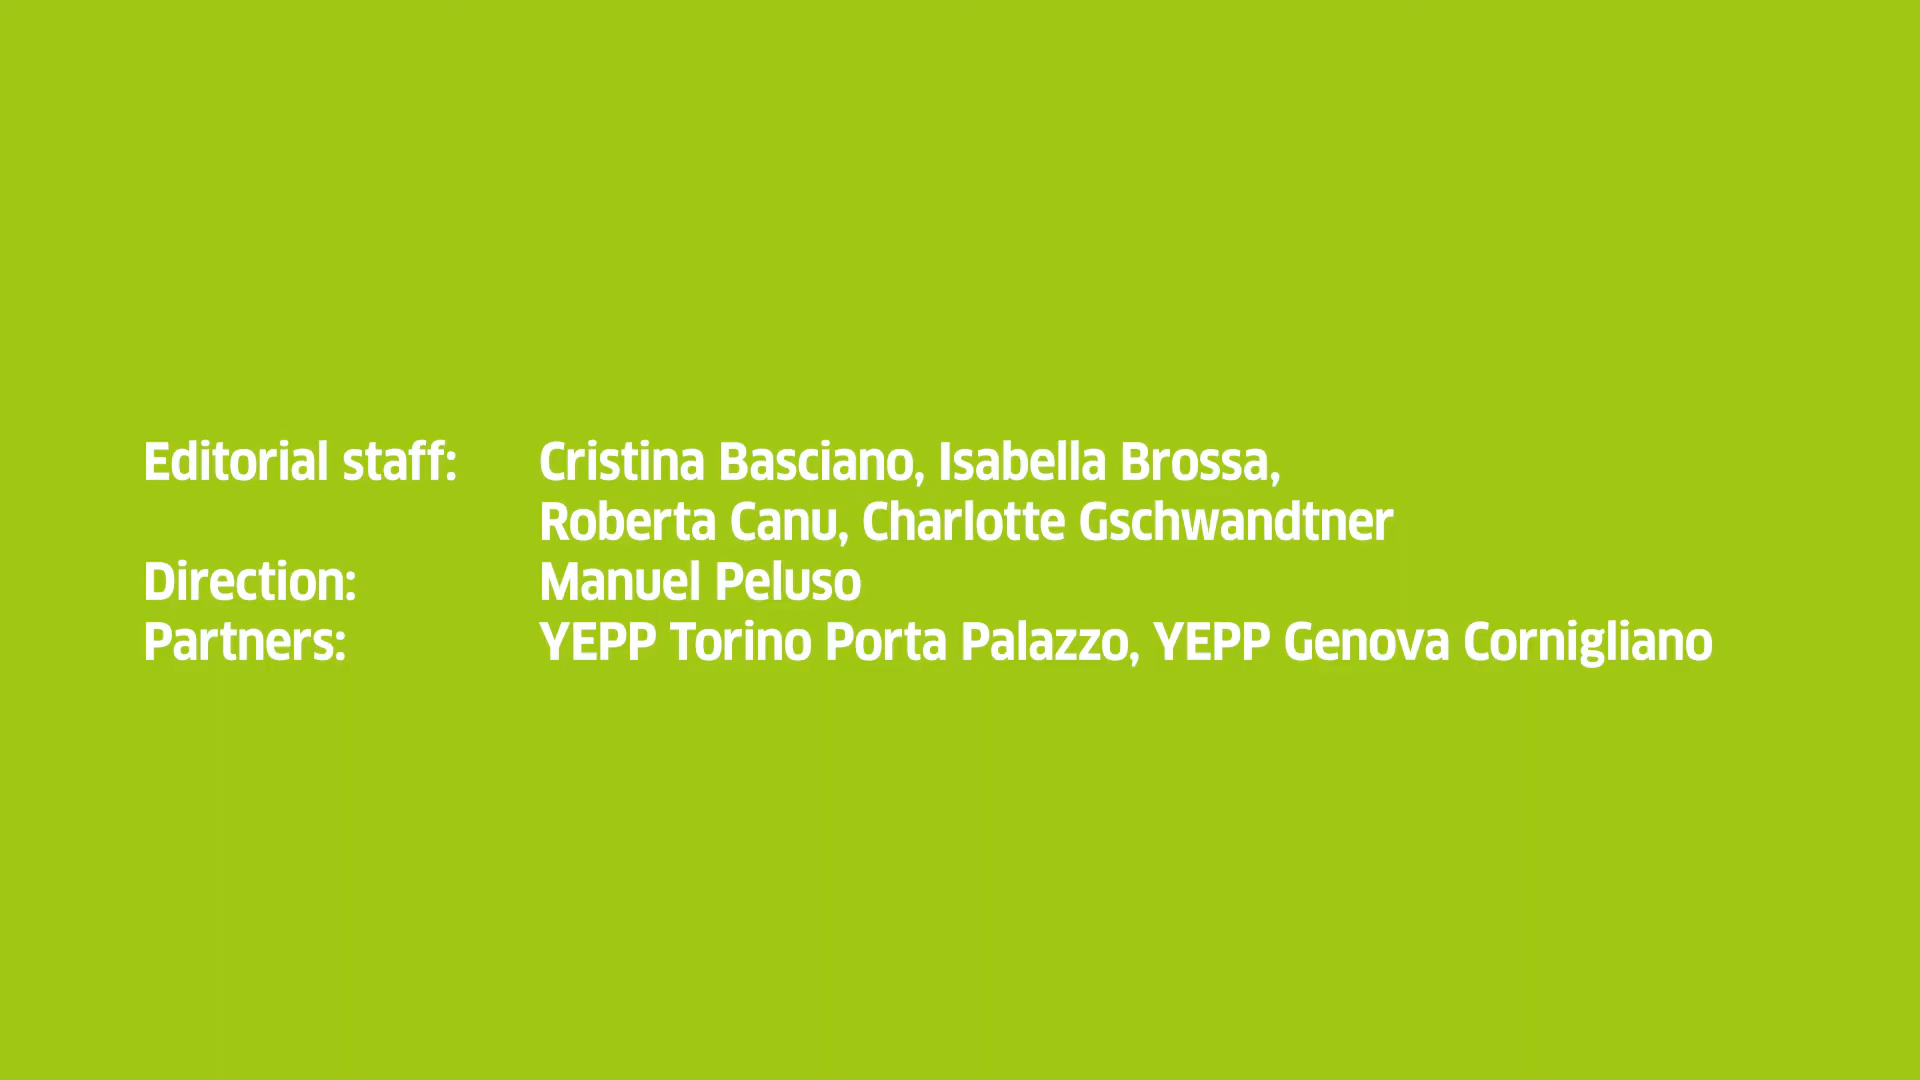 Editorial staff: Cristina Basciano, Isabella Brossa,
Roberta Canu, Charlotte Gschwandtner
Direction: Manuel Peluso
Partners: YEPP Torino Porta Palazzo, YEPP Genova Cornigliano